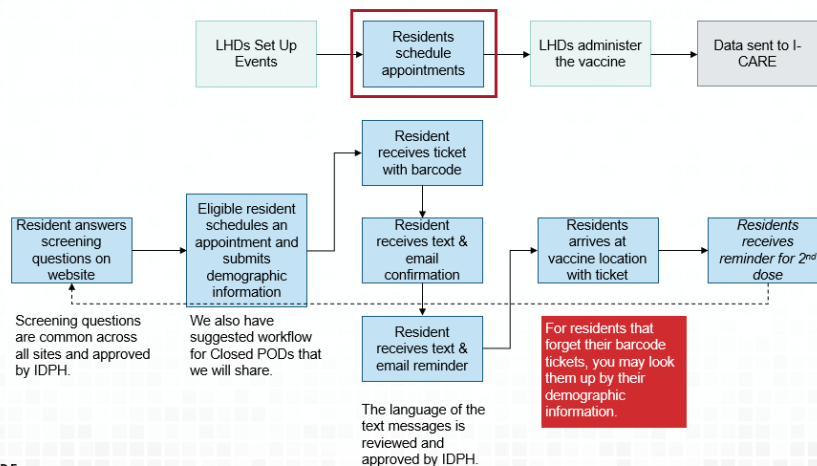 LHDs Set Up
Events
Residents
schedule
appointments
LHDs administer
the vaccine
Data sent to I-
CARE
Resident
receives ticket
with barcode
Resident answers
screening
questions on
website
Eligible resident
schedules an
appointment and
submits
demographic
information
Resident
receives text &
email
confirmation
Residents
arrives at
vaccine location
with ticket
Residents
receives
reminder for 2nd
dose
Screening questions
are common across
all sites and approved
by IDPH.
We also have
suggested workflow
for Closed PODs that
we will share.
Resident
receives text &
email reminder
For residents that
forget their barcode
tickets, you may look
them up by their
demographic
information.
The language of the
text messages is
reviewed and
approved by IDPH.